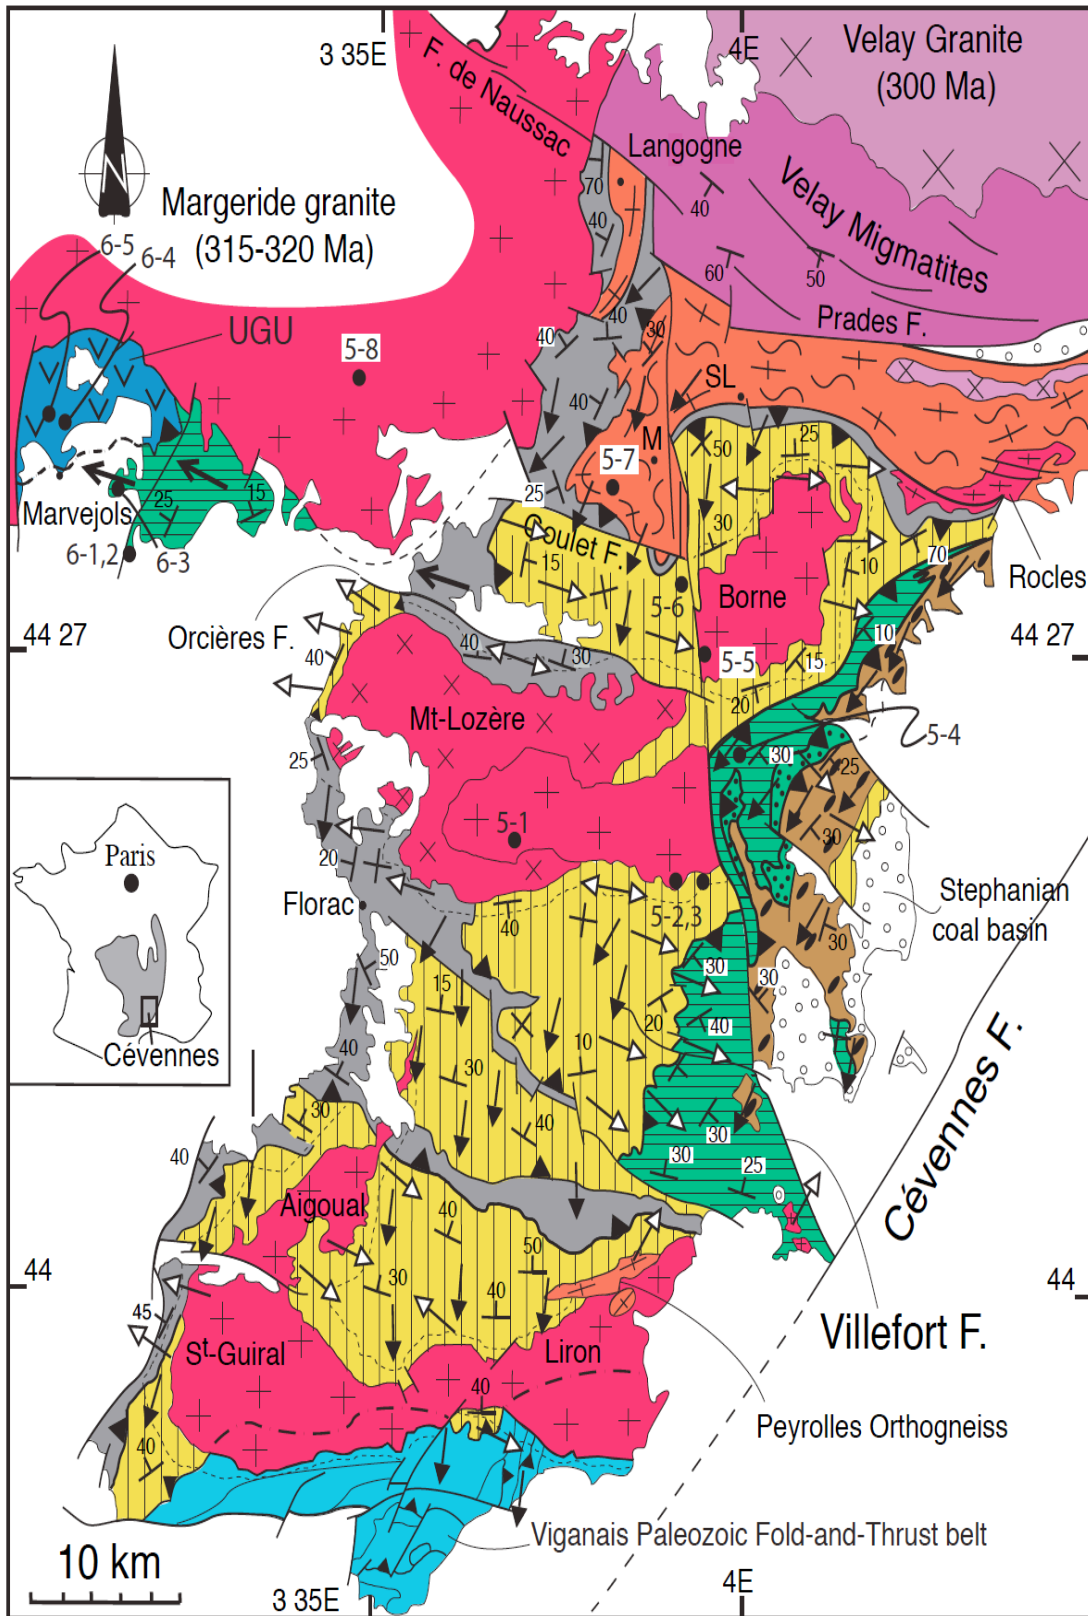 3 35E
4E
Velay Granite
(300 Ma)
F. de Naussac
N
Langogne
70
40
40
Velay Migmatites
Margeride granite
(315-320 Ma)
6-5
6-4
60
50
Prades F.
UGU
40
40
30
5-8
SL
40
M
50
25
5-7
Marvejols
25
15
25
30
6-1,2
6-3
Goulet F.
15
70
10
Rocles
5-6
Borne
10
Orcières F.
44 27
40
40
30
5-5
15
44 27
20
Mt-Lozère
5-4
25
30
25
30
5-1
Paris
20
Florac
Stephanian
coal basin
40
5-2,3
30
50
30
30
15
20
40
Cévennes
40
10
30
30
40
30
30
25
40
Cévennes F.
Aigoual
40
50
44
30
40
44
45
St-Guiral
Liron
Villefort F.
40
Peyrolles Orthogneiss
40
Viganais Paleozoic Fold-and-Thrust belt
10 km
3 35E
4E